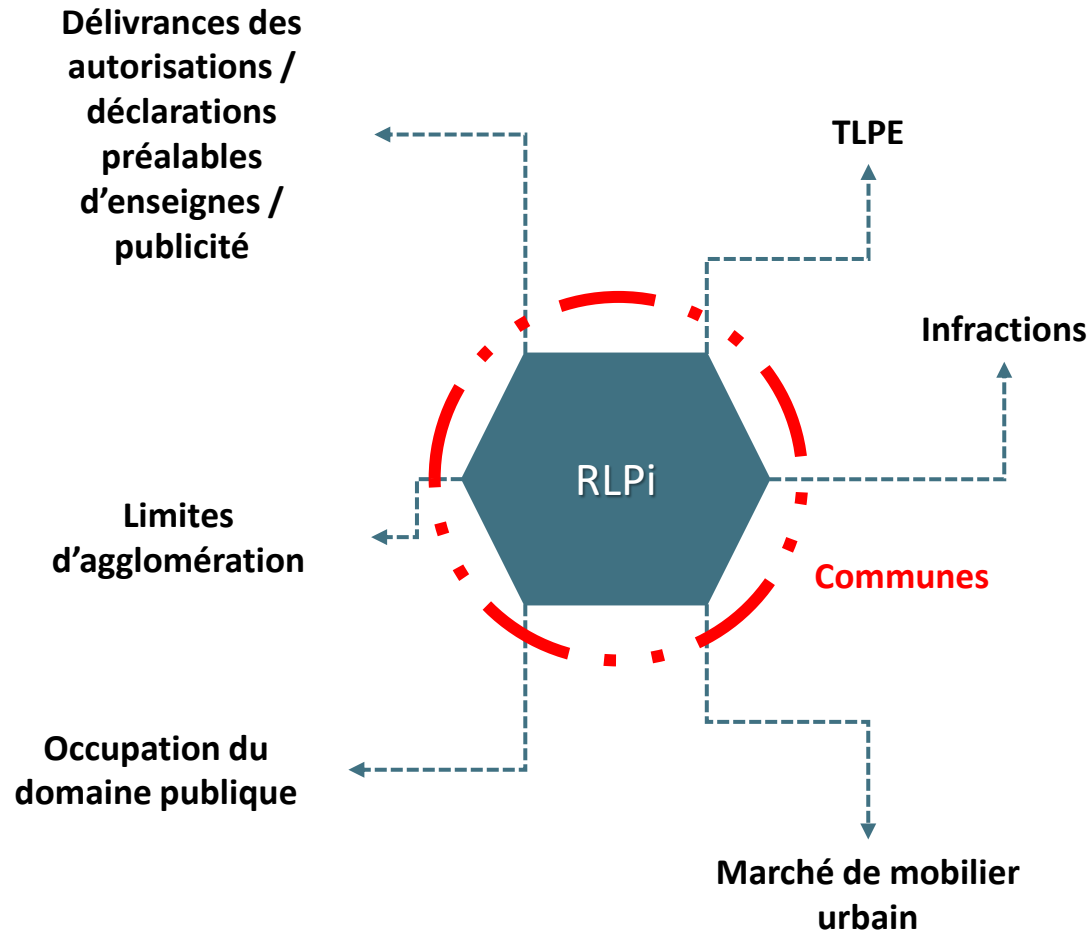 Délivrances des
autorisations /
déclarations
préalables
d’enseignes /
publicité
TLPE
Infractions
RLPi
Limites
d’agglomération
Communes
Occupation du
domaine publique
Marché de mobilier
urbain